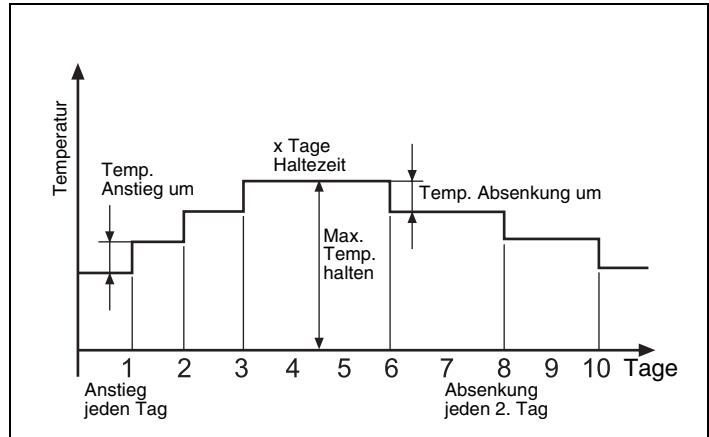 Temperatur
Temp.
Anstieg um
x Tage
Haltezeit
Temp. Absenkung um
Max.
Temp.
halten
1 2 3 4 5 6 7 8 9 10 Tage
Anstieg
jeden Tag
Absenkung
jeden 2. Tag